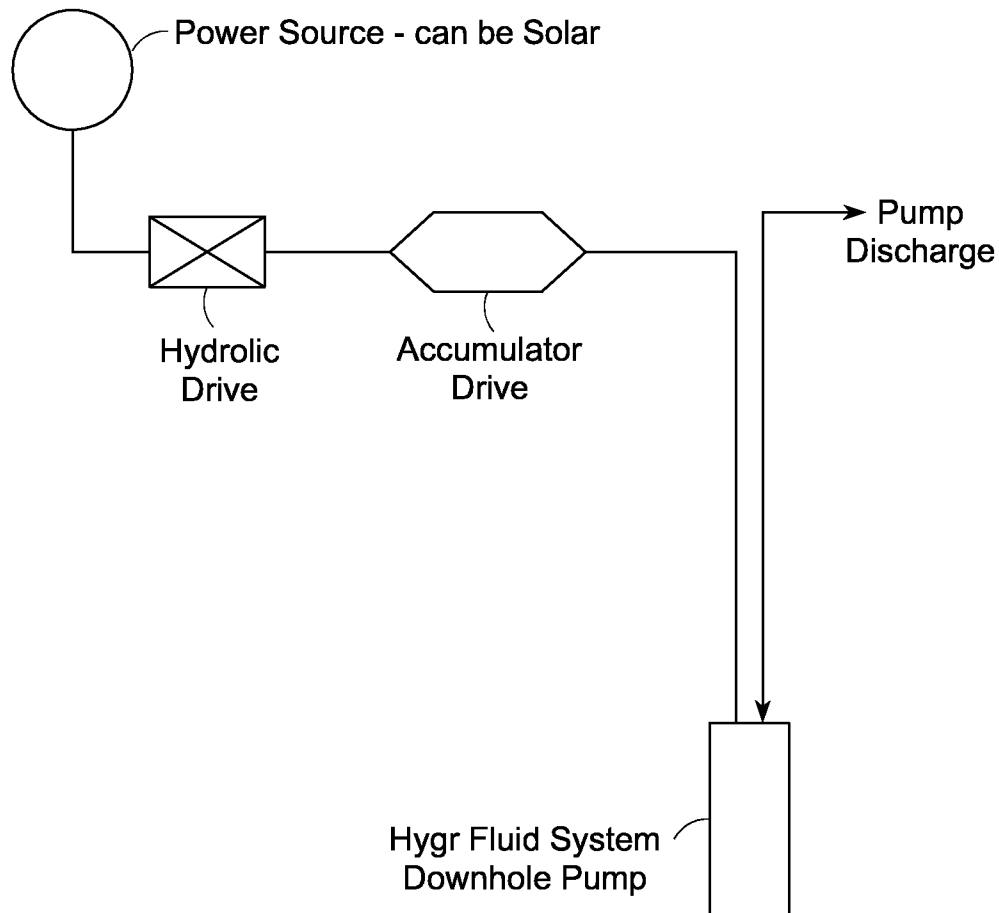 Power Source - can be Solar
Pump
Discharge
Hydrolic
Drive
Accumulator
Drive
Hygr Fluid System
Downhole Pump